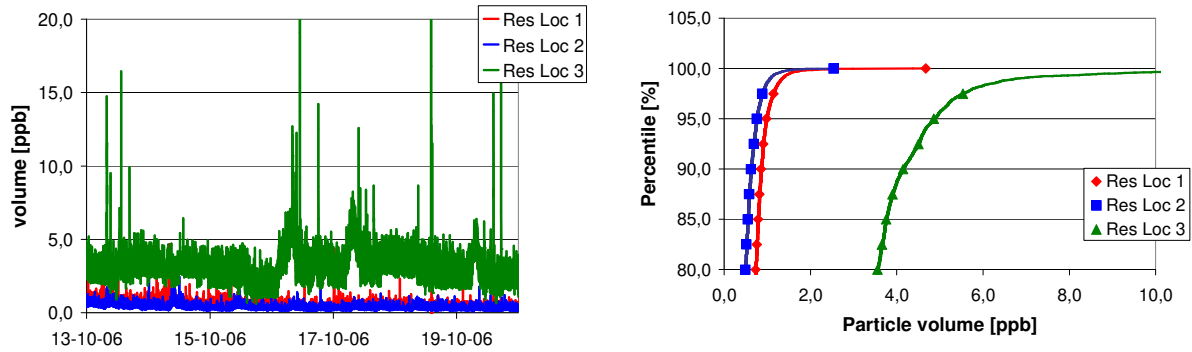 20,0
15,0
10,0
5,0
0,0
volume [ppb]
13-10-06 15-10-06 17-10-06 19-10-06
Res Loc 1
Res Loc 2
Res Loc 3
105,0
100,0
95,0
90,0
85,0
80,0
Percentile [%]
0,0 2,0 4,0 6,0 8,0 10,0
Particle volume [ppb]
Res Loc 1
Res Loc 2
Res Loc 3